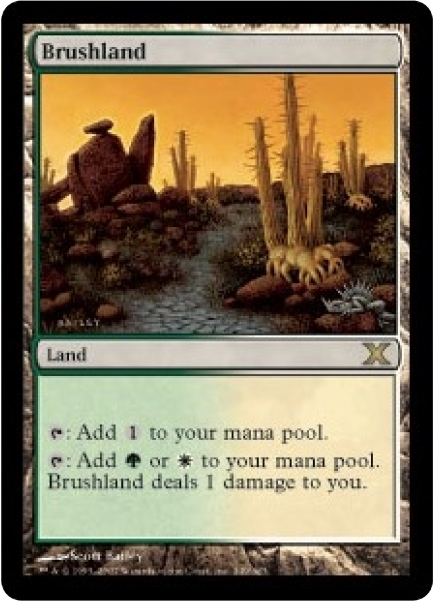 Brushland
BAILEY
Land
X
: Add 1 to your mana pool.
: Add or to your mana pool.
Brushland deals 1 damage to you.
Scott Bailey